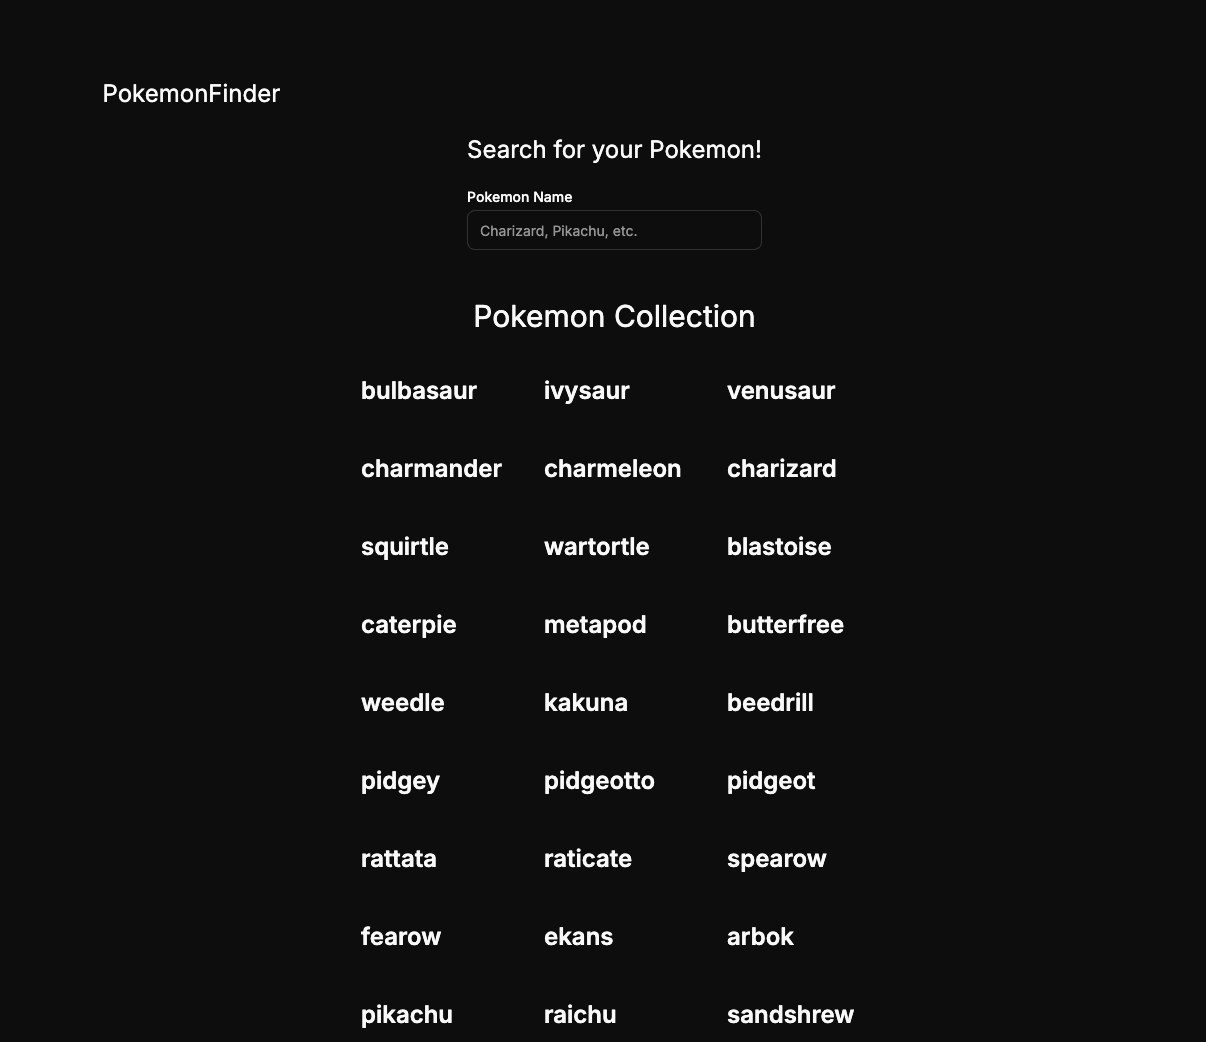 PokemonFinder
Search for your Pokemon!
Pokemon Name
Charizard, Pikachu, etc.
Pokemon Collection
bulbasaur ivysaur venusaur
charmander charmeleon charizard
squirtle wartortle blastoise
caterpie metapod butterfree
weedle kakuna beedrill
pidgey pidgeotto pidgeot
rattata raticate spearow
fearow ekans arbok
pikachu raichu sandshrew